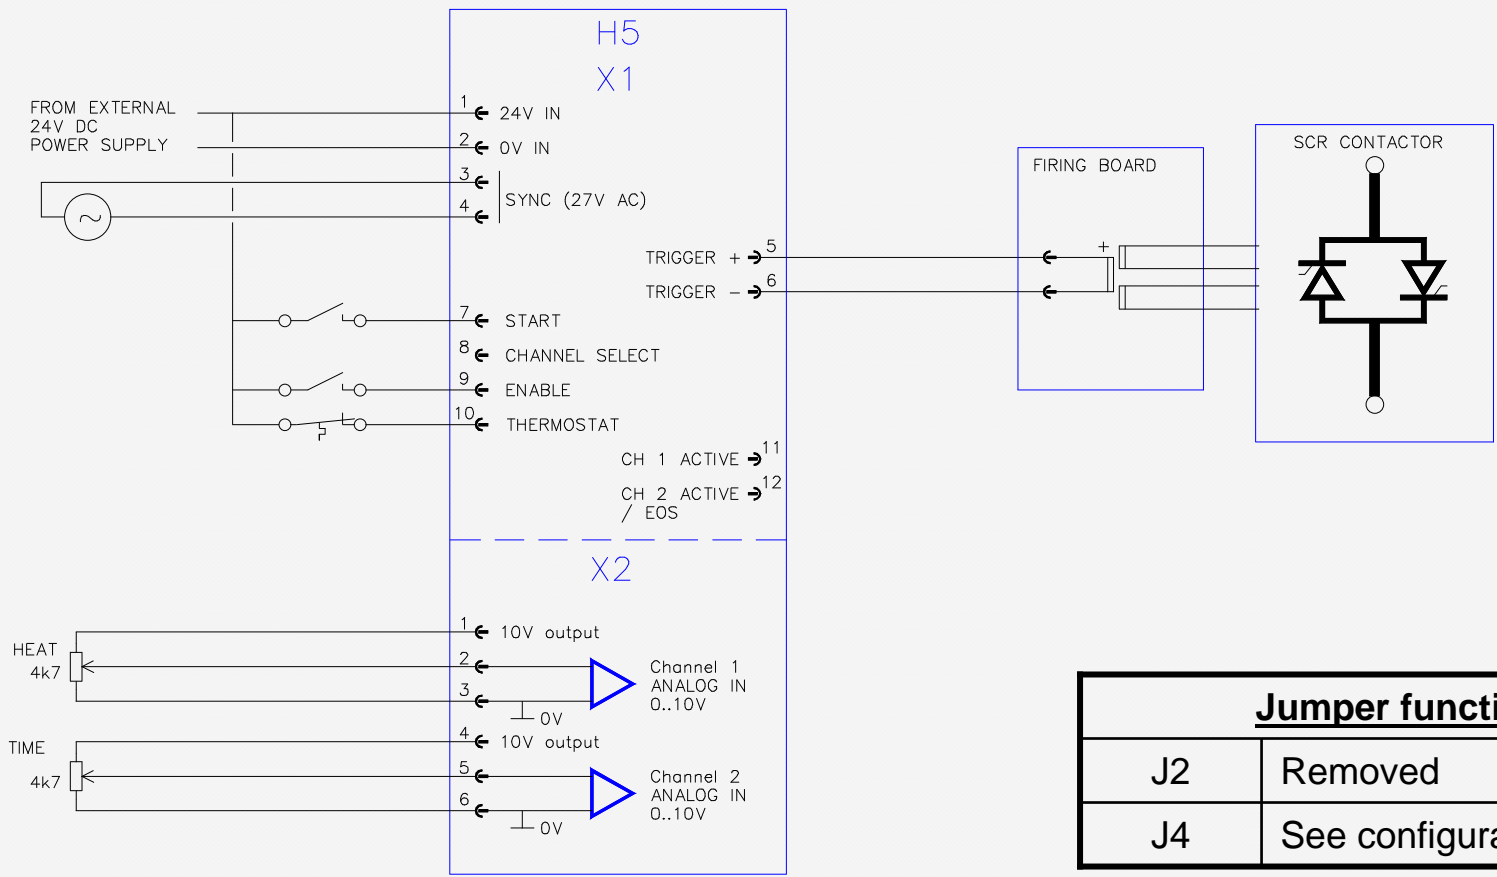 H5
X1
FROM EXTERNAL
24V DC
POWER SUPPLY
1 24V IN
2 0V IN
3
4
SYNC (27V AC)
TRIGGER + 5
TRIGGER - 6
7 START
8 CHANNEL SELECT
9 ENABLE
10 THERMOSTAT
CH 1 ACTIVE 11
CH 2 ACTIVE 12
/ EOS
FIRING BOARD
+
SCR CONTACTOR
X2
HEAT
4k7
1 10V output
2
3
0V
Channel 1
ANALOG IN
0..10V
TIME
4k7
4 10V output
5
6
0V
Channel 2
ANALOG IN
0..10V
Jumper functi
J2 Removed
J4 See configura